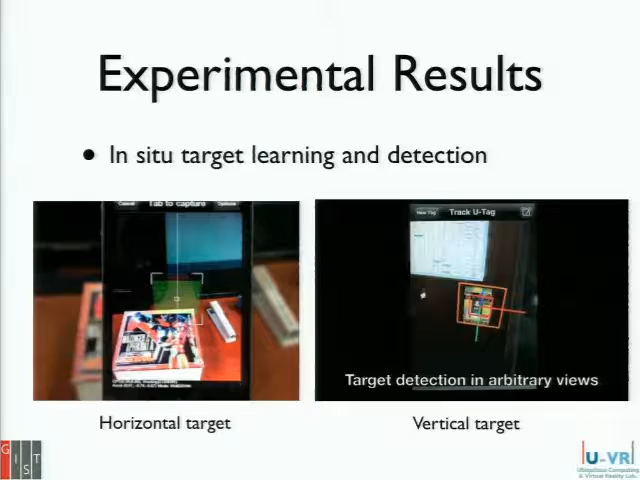 Experimental Results
• In situ target learning and detection
Cancel
Tab to capture
Options
New Tag
Track U-Tag
Target detection in arbitrary views
Horizontal target
Vertical target
GIST
U-VR
Ubiquitous Computing
& Virtual Reality Lab.